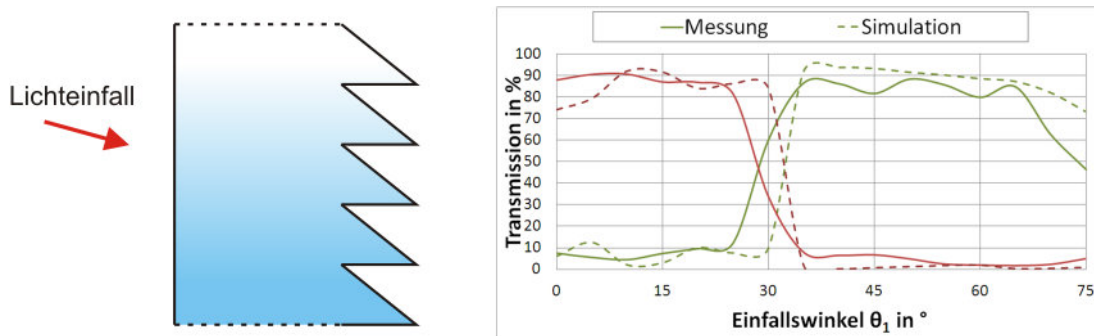 Lichteinfall
Messung
Simulation
Transmission in %
100
90
80
70
60
50
40
30
20
10
0
0 15 30 45 60 75
Einfallswinkel θ₁ in °